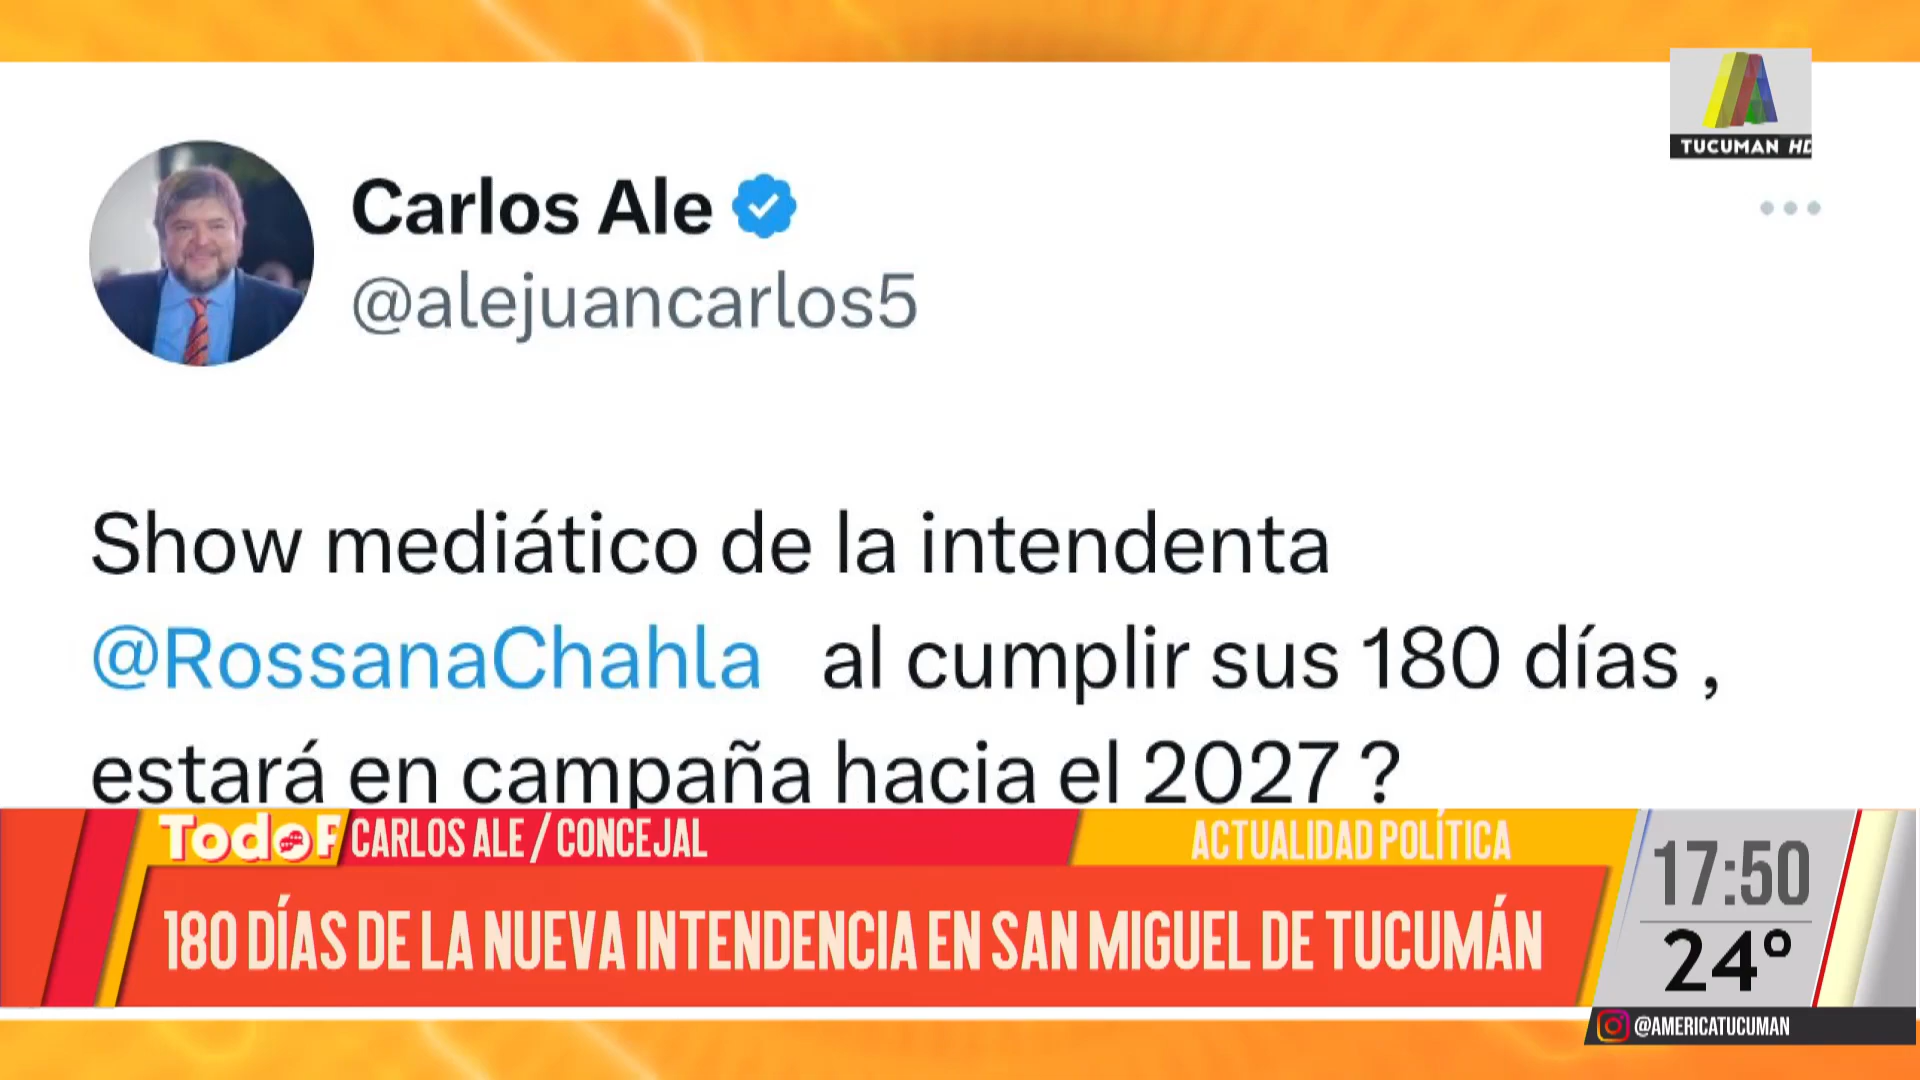 TUCUMAN HD
Carlos Ale
@alejuancarlos5
Show mediático de la intendenta
@RossanaChahla al cumplir sus 180 días ,
estará en campaña hacia el 2027 ?
CARLOS ALE / CONCEJAL
ACTUALIDAD POLÍTICA
180 DÍAS DE LA NUEVA INTENDENCIA EN SAN MIGUEL DE TUCUMÁN
17:50
24°
@AMERICATUCUMAN